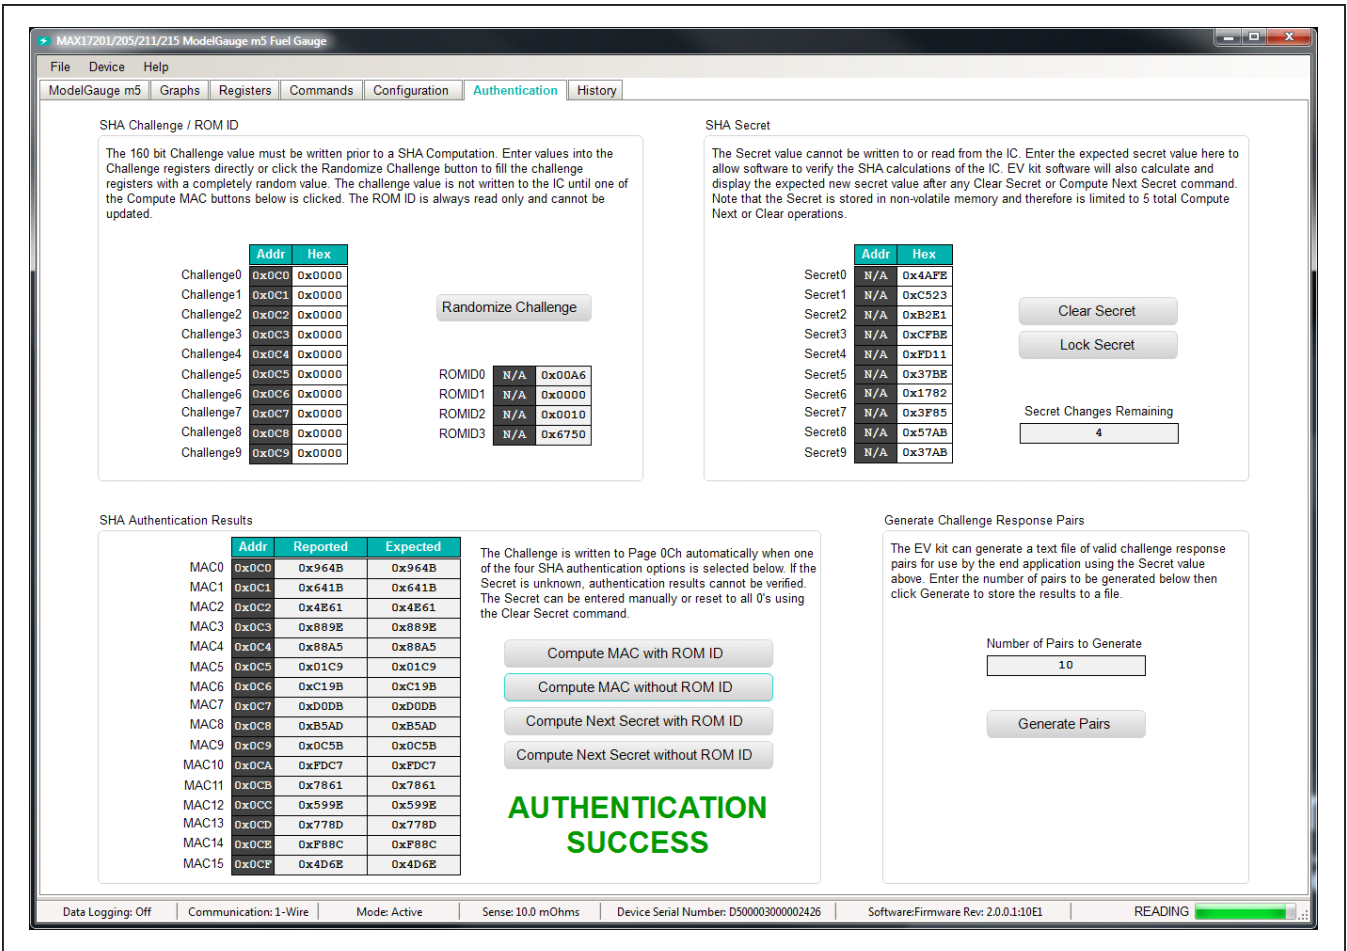 MAX17201/205/211/215 ModelGauge m5 Fuel Gauge
File Device Help
ModelGauge m5 Graphs Registers Commands Configuration Authentication History
SHA Challenge / ROM ID
The 160 bit Challenge value must be written prior to a SHA Computation. Enter values into the
Challenge registers directly or click the Randomize Challenge button to fill the challenge
registers with a completely random value. The challenge value is not written to the IC until one of
the Compute MAC buttons below is clicked. The ROM ID is always read only and cannot be
updated.
Addr Hex
Challenge0 0x0C0 0x0000
Challenge1 0x0C1 0x0000
Challenge2 0x0C2 0x0000
Challenge3 0x0C3 0x0000
Challenge4 0x0C4 0x0000
Challenge5 0x0C5 0x0000
Challenge6 0x0C6 0x0000
Challenge7 0x0C7 0x0000
Challenge8 0x0C8 0x0000
Challenge9 0x0C9 0x0000
Randomize Challenge
ROMID0 N/A 0x00A6
ROMID1 N/A 0x0000
ROMID2 N/A 0x0010
ROMID3 N/A 0x6750
SHA Secret
The Secret value cannot be written to or read from the IC. Enter the expected secret value here to
allow software to verify the SHA calculations of the IC. EV kit software will also calculate and
display the expected new secret value after any Clear Secret or Compute Next Secret command.
Note that the Secret is stored in non-volatile memory and therefore is limited to 5 total Compute
Next or Clear operations.
Addr Hex
Secret0 N/A 0x4AFE
Secret1 N/A 0xC523
Secret2 N/A 0xB2E1
Secret3 N/A 0xCFBE
Secret4 N/A 0xFD11
Secret5 N/A 0x37BE
Secret6 N/A 0x1782
Secret7 N/A 0x3F85
Secret8 N/A 0x57AB
Secret9 N/A 0x37AB
Clear Secret
Lock Secret
Secret Changes Remaining
4
SHA Authentication Results
Addr Reported Expected
MAC0 0x0C0 0x964B 0x964B
MAC1 0x0C1 0x641B 0x641B
MAC2 0x0C2 0x4E61 0x4E61
MAC3 0x0C3 0x889E 0x889E
MAC4 0x0C4 0x88A5 0x88A5
MAC5 0x0C5 0x01C9 0x01C9
MAC6 0x0C6 0xC19B 0xC19B
MAC7 0x0C7 0xD0DB 0xD0DB
MAC8 0x0C8 0xB5AD 0xB5AD
MAC9 0x0C9 0x0C5B 0x0C5B
MAC10 0x0CA 0xFDC7 0xFDC7
MAC11 0x0CB 0x7861 0x7861
MAC12 0x0CC 0x599E 0x599E
MAC13 0x0CD 0x778D 0x778D
MAC14 0x0CE 0xF88C 0xF88C
MAC15 0x0CF 0x4D6E 0x4D6E
The Challenge is written to Page 0Ch automatically when one
of the four SHA authentication options is selected below. If the
Secret is unknown, authentication results cannot be verified.
The Secret can be entered manually or reset to all 0's using
the Clear Secret command.
Compute MAC with ROM ID
Compute MAC without ROM ID
Compute Next Secret with ROM ID
Compute Next Secret without ROM ID
AUTHENTICATION
SUCCESS
Generate Challenge Response Pairs
The EV kit can generate a text file of valid challenge response
pairs for use by the end application using the Secret value
above. Enter the number of pairs to be generated below then
click Generate to store the results to a file.
Number of Pairs to Generate
10
Generate Pairs
Data Logging: Off Communication: 1-Wire Mode: Active Sense: 10.0 mOhms Device Serial Number: D500003000002426 Software:Firmware Rev: 2.0.0.1:10E1 READING